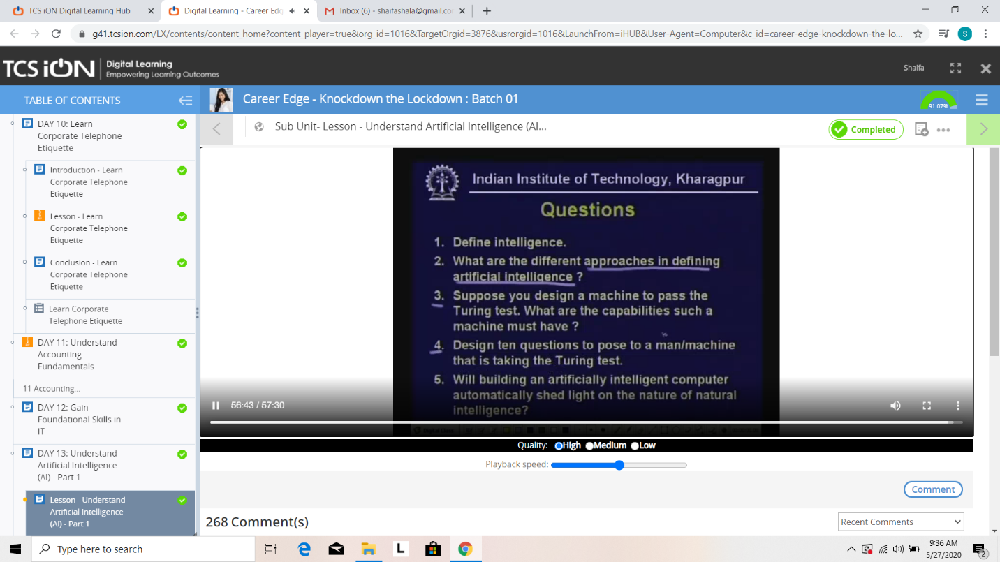 TCS iON Digital Learning Hub
Digital Learning - Career Edg
Inbox (6) - shaifashala@gmail.cor
g41.tcsion.com/LX/contents/content_home?content_player=true&org_id=1016&TargetOrgid=3876&usrorgid=1016&LaunchFrom=iHUB&User-Agent=Computer&c_id=career-edge-knockdown-the-lo...
S
TCS iON
Digital Learning
Empowering Learning Outcomes
Shaifa
TABLE OF CONTENTS
Career Edge - Knockdown the Lockdown : Batch 01
91.07%
DAY 10: Learn
Corporate Telephone
Etiquette
Introduction - Learn
Corporate Telephone
Etiquette
Lesson - Learn
Corporate Telephone
Etiquette
Conclusion - Learn
Corporate Telephone
Etiquette
Learn Corporate
Telephone Etiquette
DAY 11: Understand
Accounting
Fundamentals
11 Accounting...
DAY 12: Gain
Foundational Skills in
IT
DAY 13: Understand
Artificial Intelligence
(AI) - Part 1
Lesson - Understand
Artificial Intelligence
(AI) - Part 1
Sub Unit- Lesson - Understand Artificial Intelligence (AI...
Completed
Indian Institute of Technology, Kharagpur
Questions
1. Define intelligence.
2. What are the different approaches in defining
artificial intelligence ?
3. Suppose you design a machine to pass the
Turing test. What are the capabilities such a
machine must have ?
4. Design ten questions to pose to a man/machine
that is taking the Turing test.
5. Will building an artificially intelligent computer
automatically shed light on the nature of natural
intelligence?
56:43 / 57:30
Quality: High Medium Low
Playback speed:
Comment
268 Comment(s)
Recent Comments
Type here to search
L
9:36 AM
5/27/2020
2